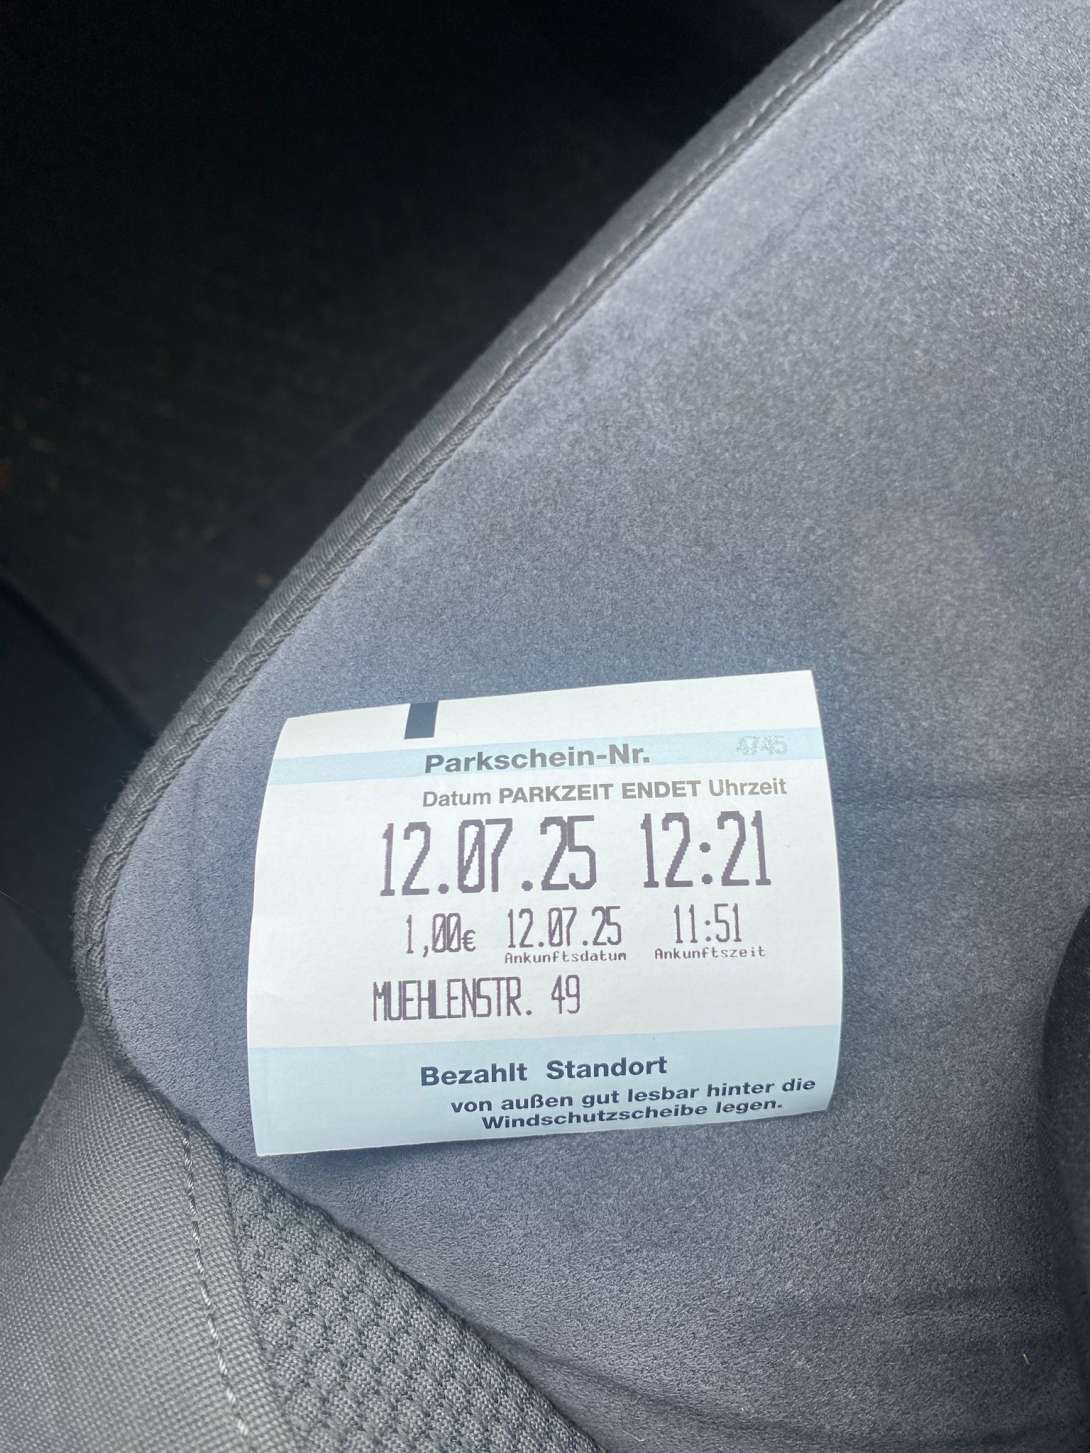 Parkschein-Nr. 4745
Datum PARKZEIT ENDET Uhrzeit
12.07.25 12:21
1,00€ 12.07.25 11:51
Ankunftsdatum Ankunftszeit
MUEHLENSTR. 49
Bezahlt Standort
von außen gut lesbar hinter die
Windschutzscheibe legen.